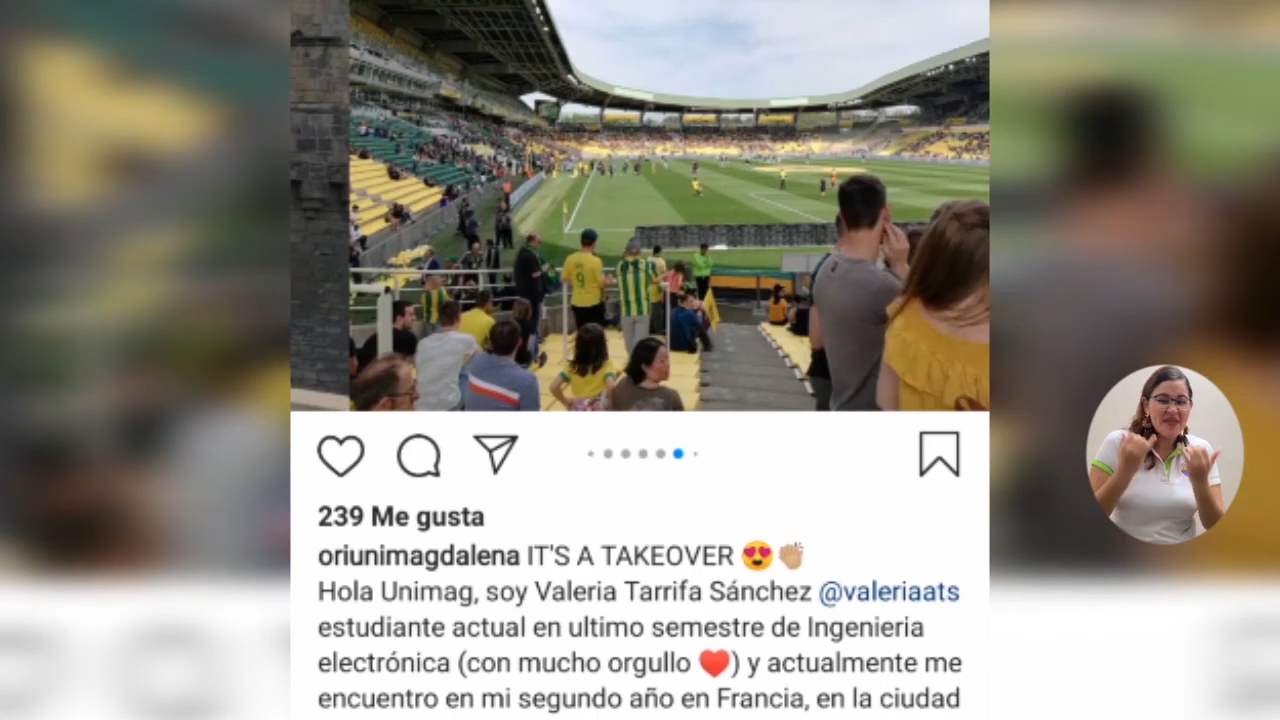 9
239 Me gusta
oriunimagdalena IT'S A TAKEOVER 😍👏🏼
Hola Unimag, soy Valeria Tarrifa Sánchez @valeriaats
estudiante actual en ultimo semestre de Ingenieria
electrónica (con mucho orgullo ♥️) y actualmente me
encuentro en mi segundo año en Francia, en la ciudad